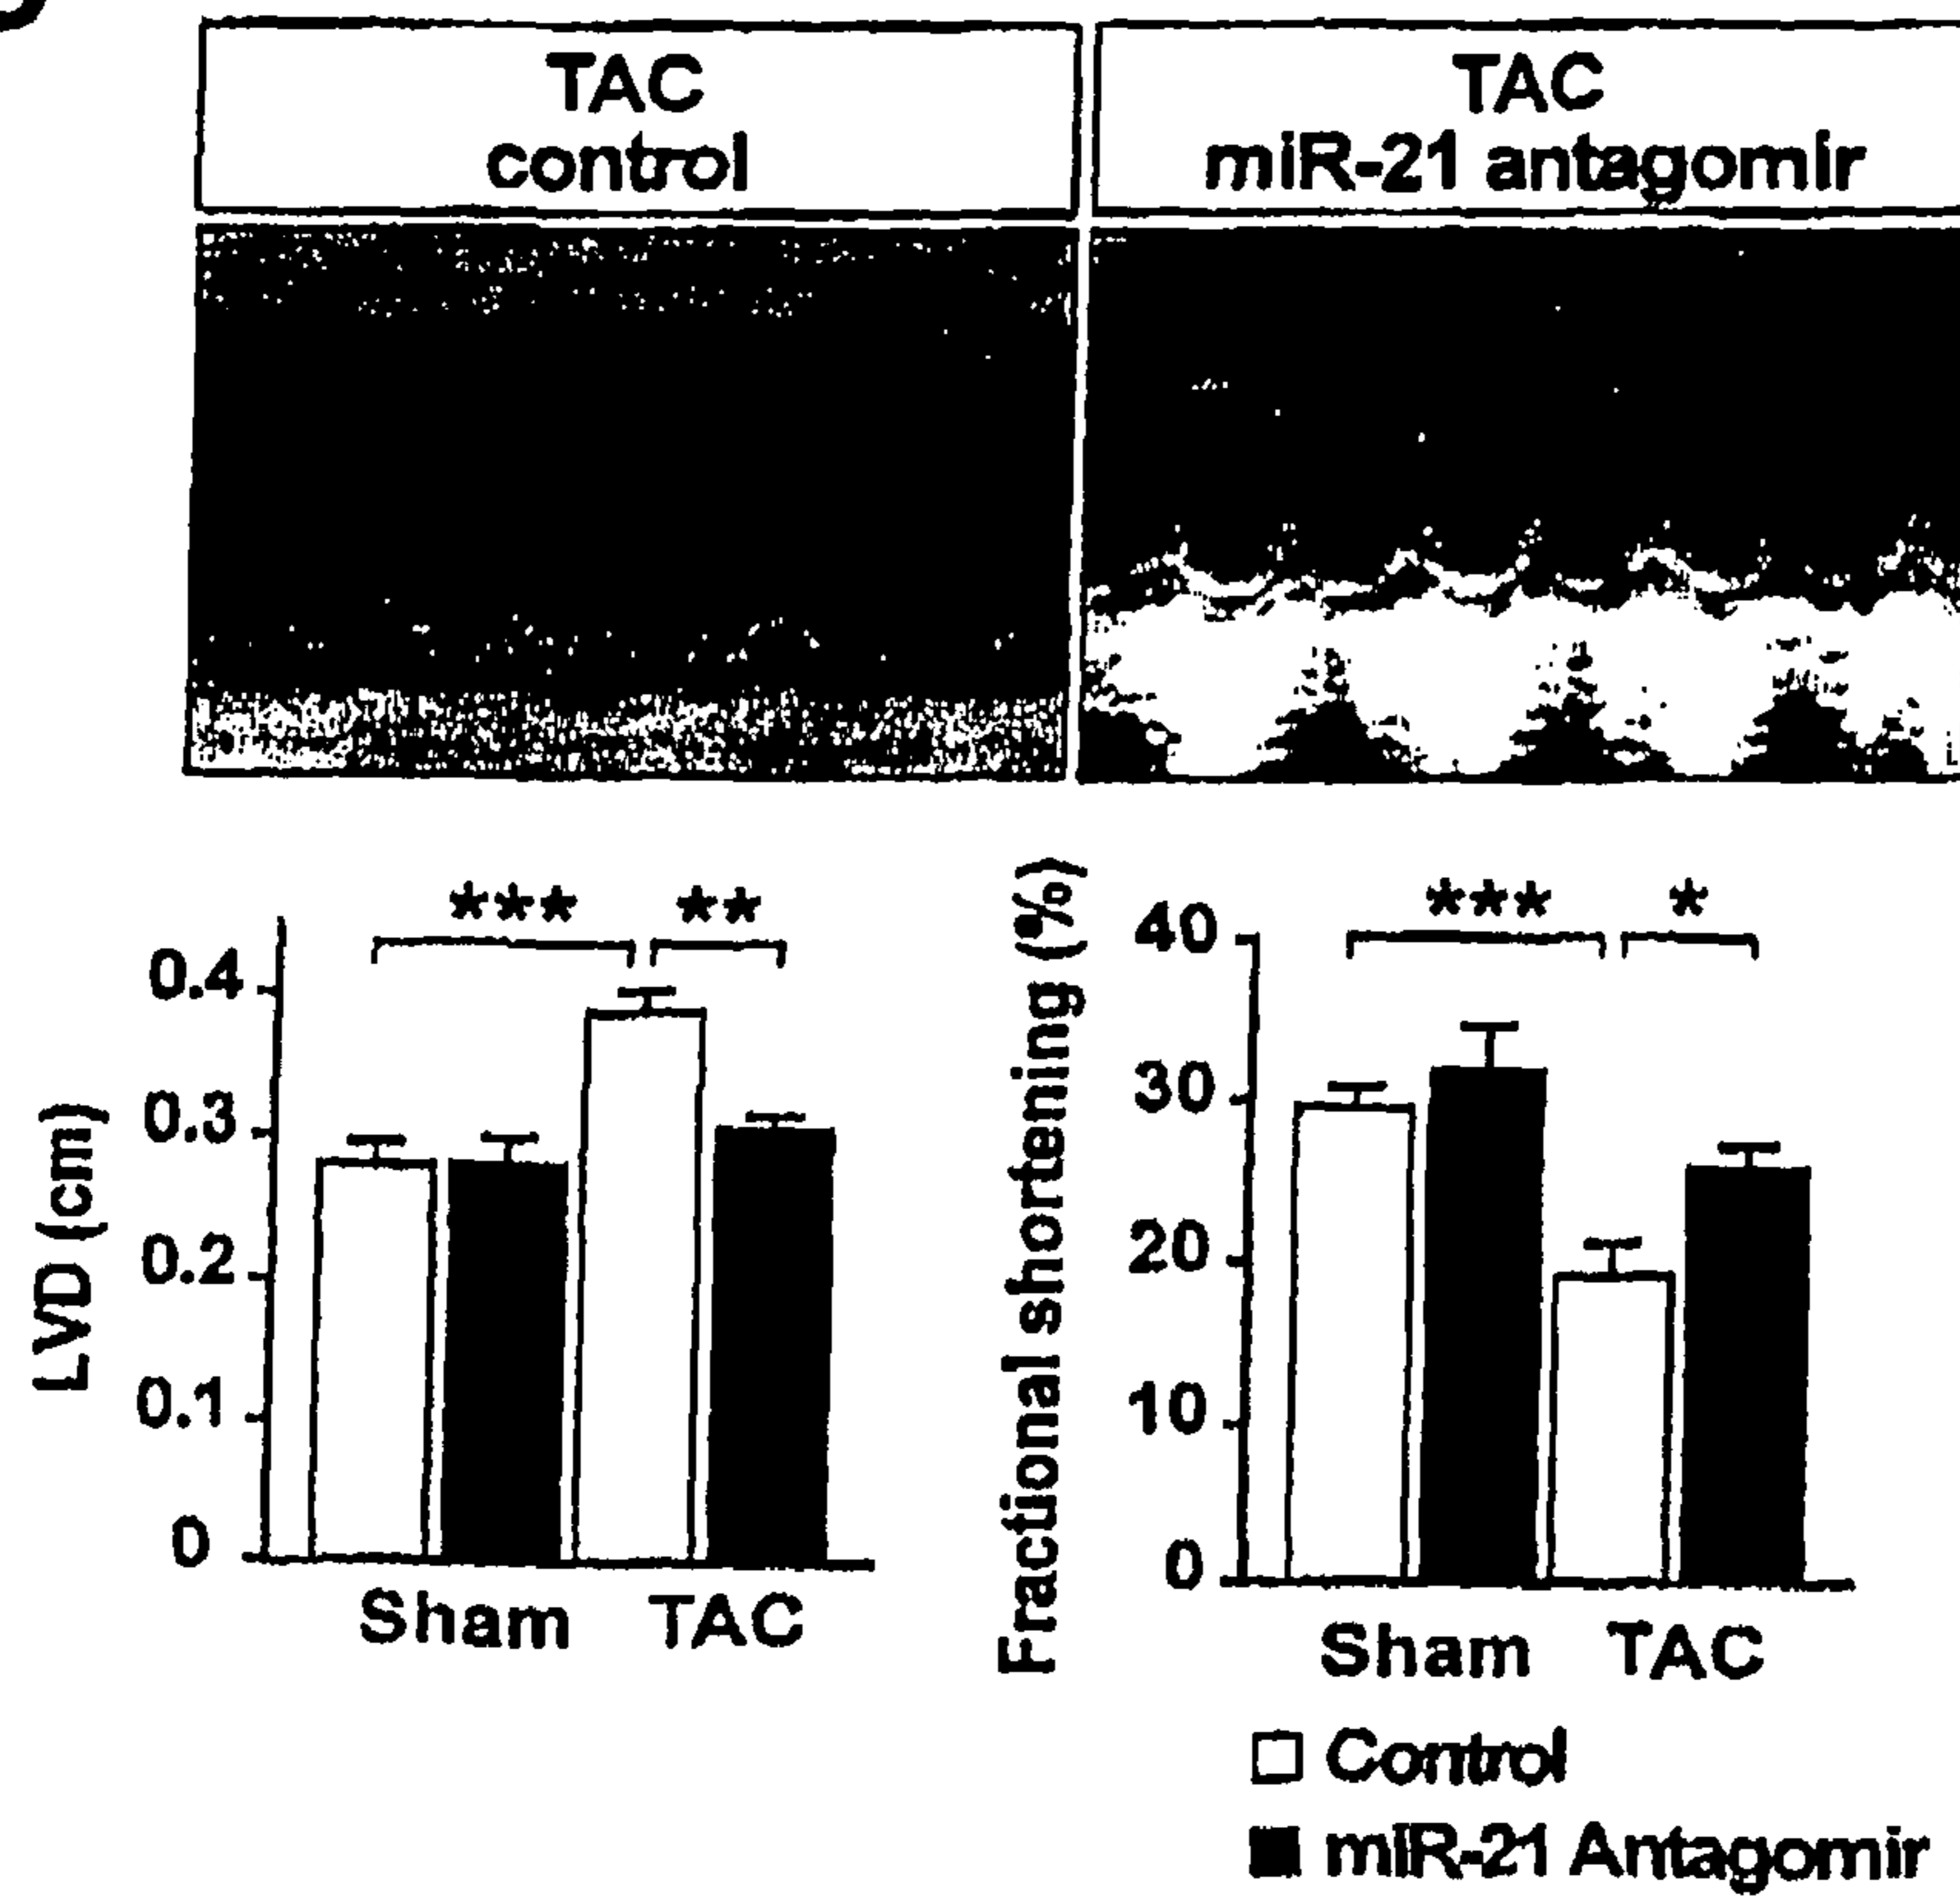 TAC
control
TAC
miR-21 antagomir
***
**
LVD (cm)
0.4
0.3
0.2
0.1
0
Sham
TAC
***
*
Fractional shortening (%)
40
30
20
10
0
Sham
TAC
Control
miR-21 Antagomir